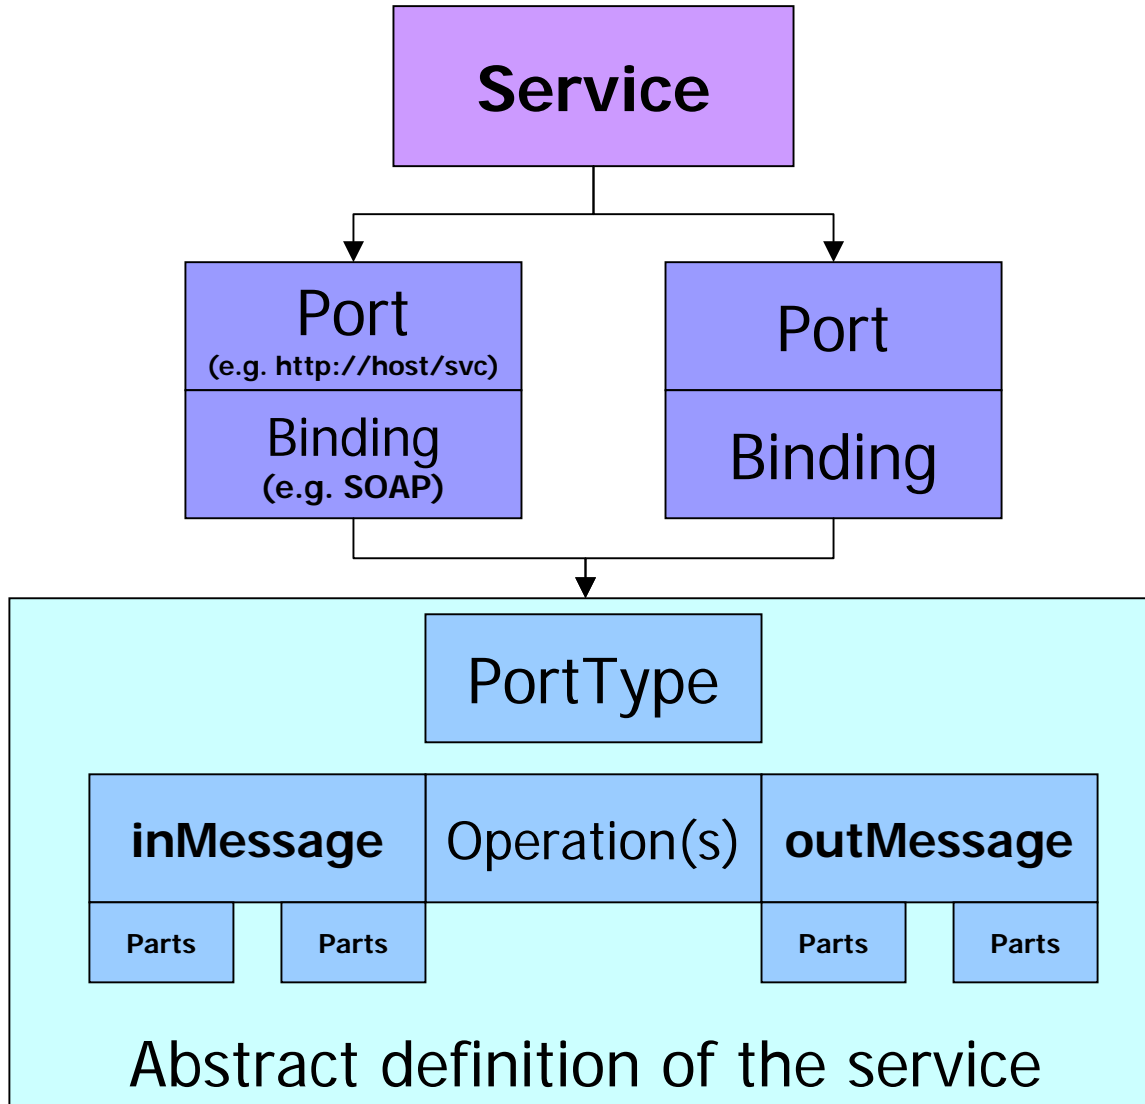 Service
Port
(e.g. http://host/svc)
Binding
(e.g. SOAP)
Port
Binding
PortType
inMessage
Operation(s)
outMessage
Parts
Parts
Parts
Parts
Abstract definition of the service